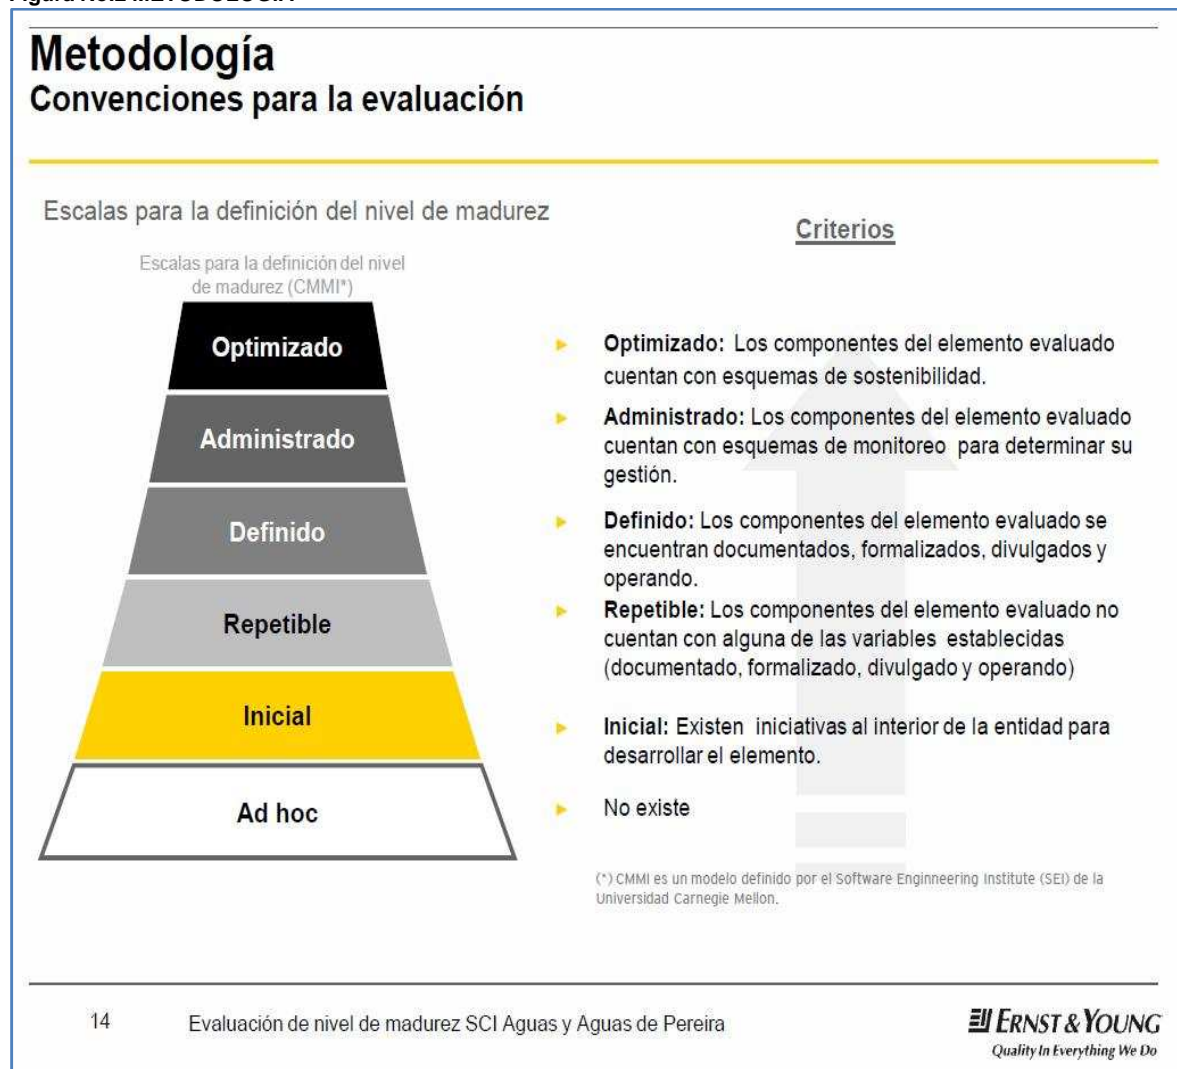 Metodología
Convenciones para la evaluación
Escalas para la definición del nivel de madurez
Escalas para la definición del nivel
de madurez (CMMI*)
Optimizado
Administrado
Definido
Repetible
Inicial
Ad hoc
Criterios
► Optimizado: Los componentes del elemento evaluado
cuentan con esquemas de sostenibilidad.
► Administrado: Los componentes del elemento evaluado
cuentan con esquemas de monitoreo para determinar su
gestión.
► Definido: Los componentes del elemento evaluado se
encuentran documentados, formalizados, divulgados y
operando.
► Repetible: Los componentes del elemento evaluado no
cuentan con alguna de las variables establecidas
(documentado, formalizado, divulgado y operando)
► Inicial: Existen iniciativas al interior de la entidad para
desarrollar el elemento.
► No existe
(*) CMMI es un modelo definido por el Software Enginneering Institute (SEI) de la
Universidad Carnegie Mellon.
14 Evaluación de nivel de madurez SCI Aguas y Aguas de Pereira
ERNST & YOUNG
Quality In Everything We Do